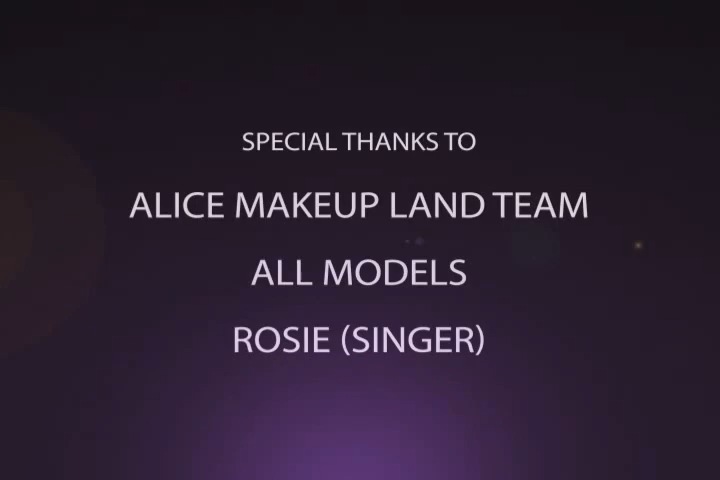 SPECIAL THANKS TO
ALICE MAKEUP LAND TEAM
ALL MODELS
ROSIE (SINGER)